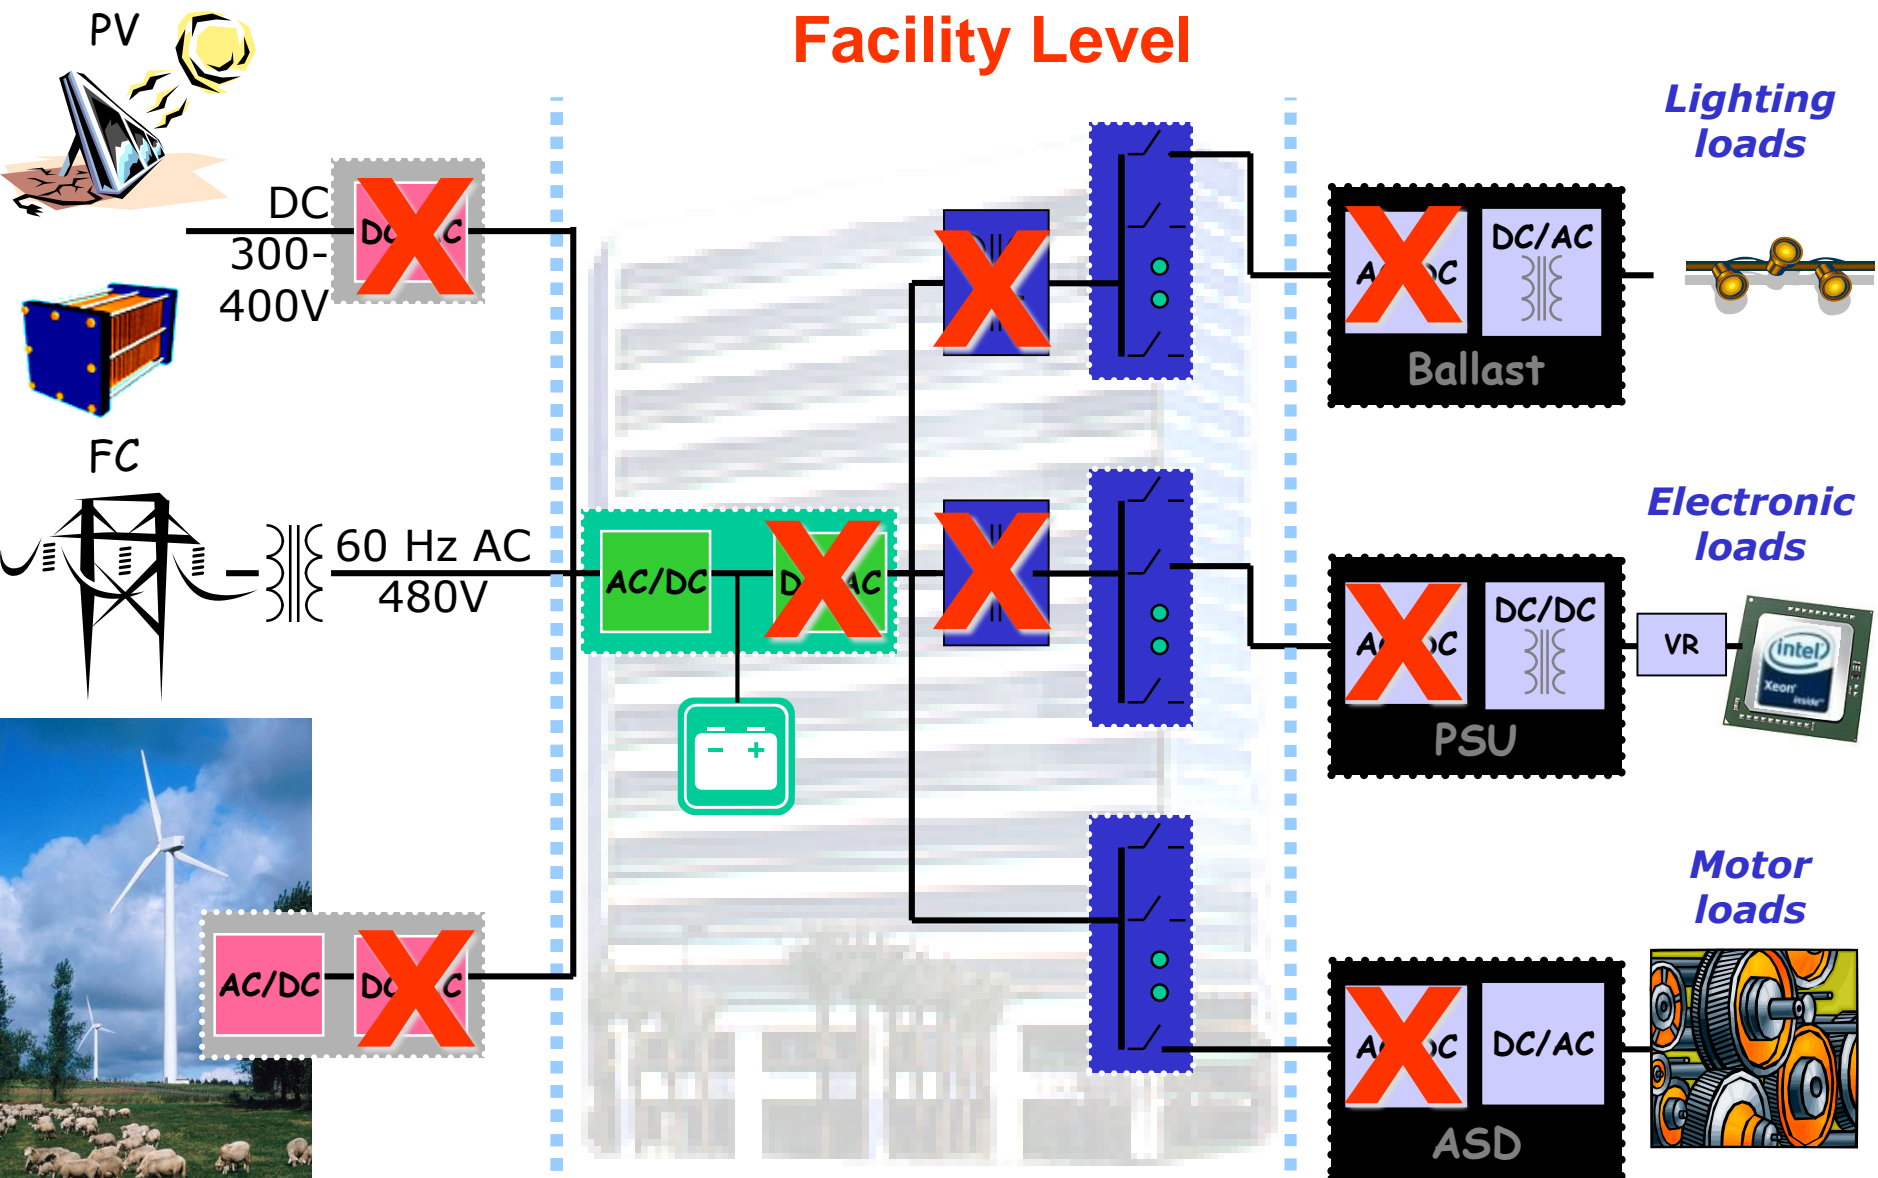 Facility Level
PV
DC
300-
400V
FC
60 Hz AC
480V
AC/DC
AC/DC
Lighting
loads
DC/AC
Ballast
Electronic
loads
DC/DC
VR
PSU
intel
Xeon
inside
Motor
loads
DC/AC
ASD